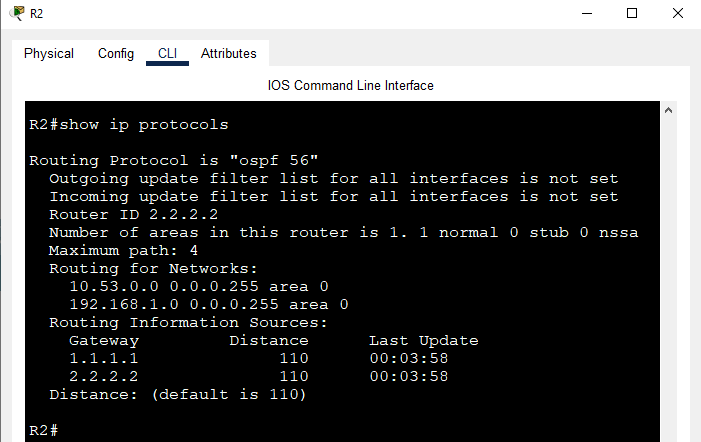 R2
Physical Config CLI Attributes
IOS Command Line Interface
R2#show ip protocols
Routing Protocol is "ospf 56"
Outgoing update filter list for all interfaces is not set
Incoming update filter list for all interfaces is not set
Router ID 2.2.2.2
Number of areas in this router is 1. 1 normal 0 stub 0 nssa
Maximum path: 4
Routing for Networks:
10.53.0.0 0.0.0.255 area 0
192.168.1.0 0.0.0.255 area 0
Routing Information Sources:
Gateway Distance Last Update
1.1.1.1 110 00:03:58
2.2.2.2 110 00:03:58
Distance: (default is 110)
R2#